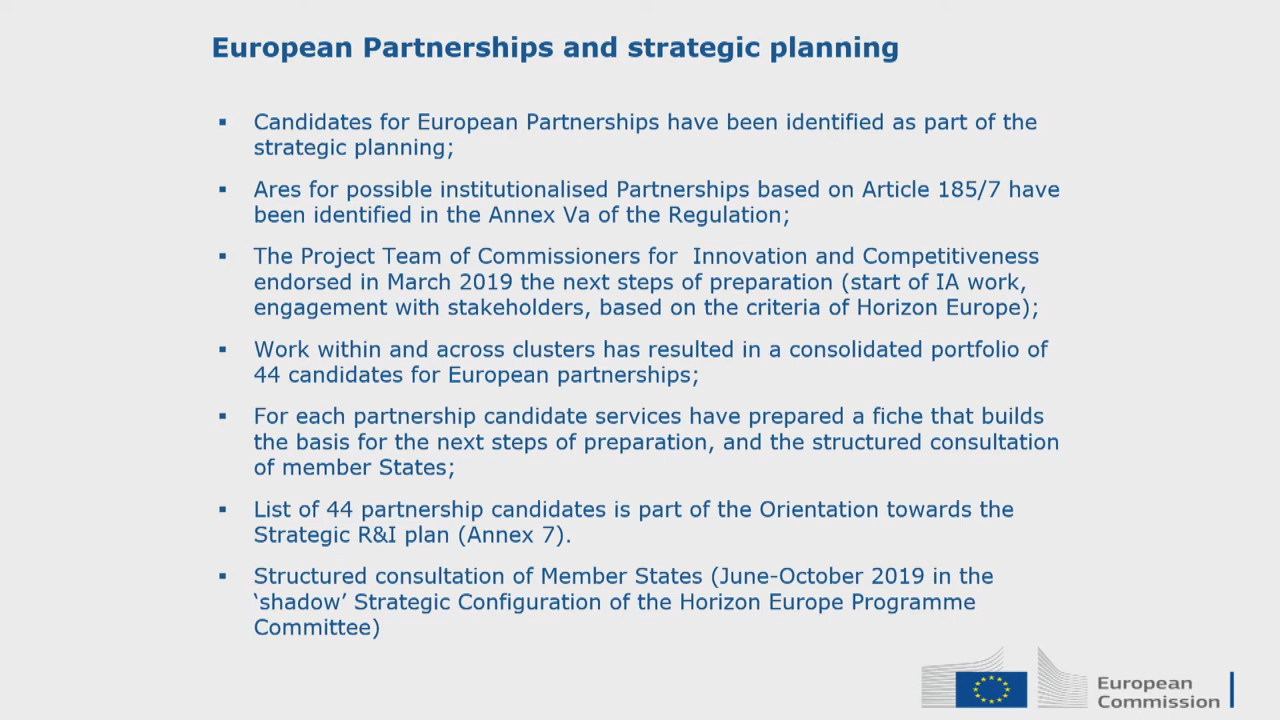 European Partnerships and strategic planning
▪ Candidates for European Partnerships have been identified as part of the
strategic planning;
▪ Ares for possible institutionalised Partnerships based on Article 185/7 have
been identified in the Annex Va of the Regulation;
▪ The Project Team of Commissioners for  Innovation and Competitiveness
endorsed in March 2019 the next steps of preparation (start of IA work,
engagement with stakeholders, based on the criteria of Horizon Europe);
▪ Work within and across clusters has resulted in a consolidated portfolio of
44 candidates for European partnerships;
▪ For each partnership candidate services have prepared a fiche that builds
the basis for the next steps of preparation, and the structured consultation
of member States;
▪ List of 44 partnership candidates is part of the Orientation towards the
Strategic R&I plan (Annex 7).
▪ Structured consultation of Member States (June-October 2019 in the
‘shadow’ Strategic Configuration of the Horizon Europe Programme
Committee)
European
Commission